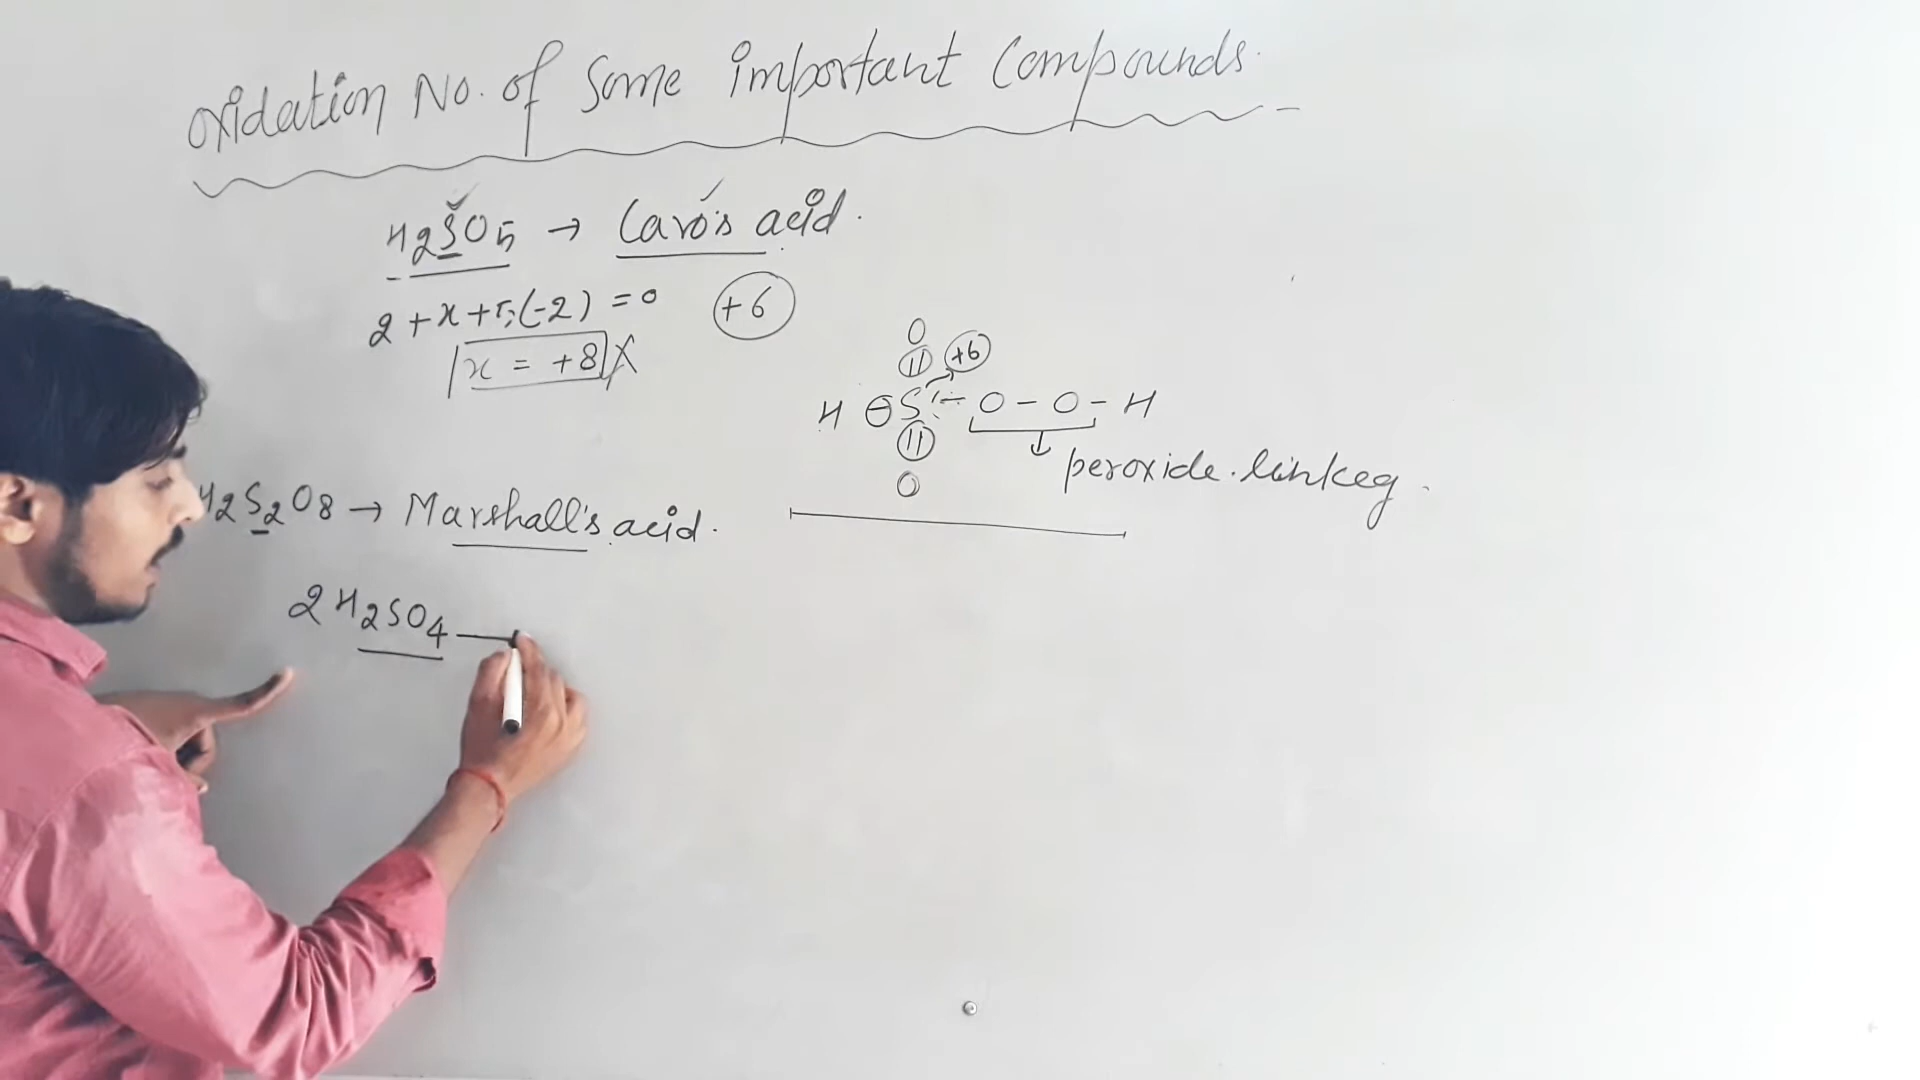 Oxidation No. of Some important Compounds.
H2SO5 → Caro's acid.
2+x+5(-2) = 0 +6
x = +8 X
O
|| +6
H ⊖ S - O - O - H
||
O
peroxide linkeg.
H2S2O8 → Marshall's acid.
2H2SO4 —